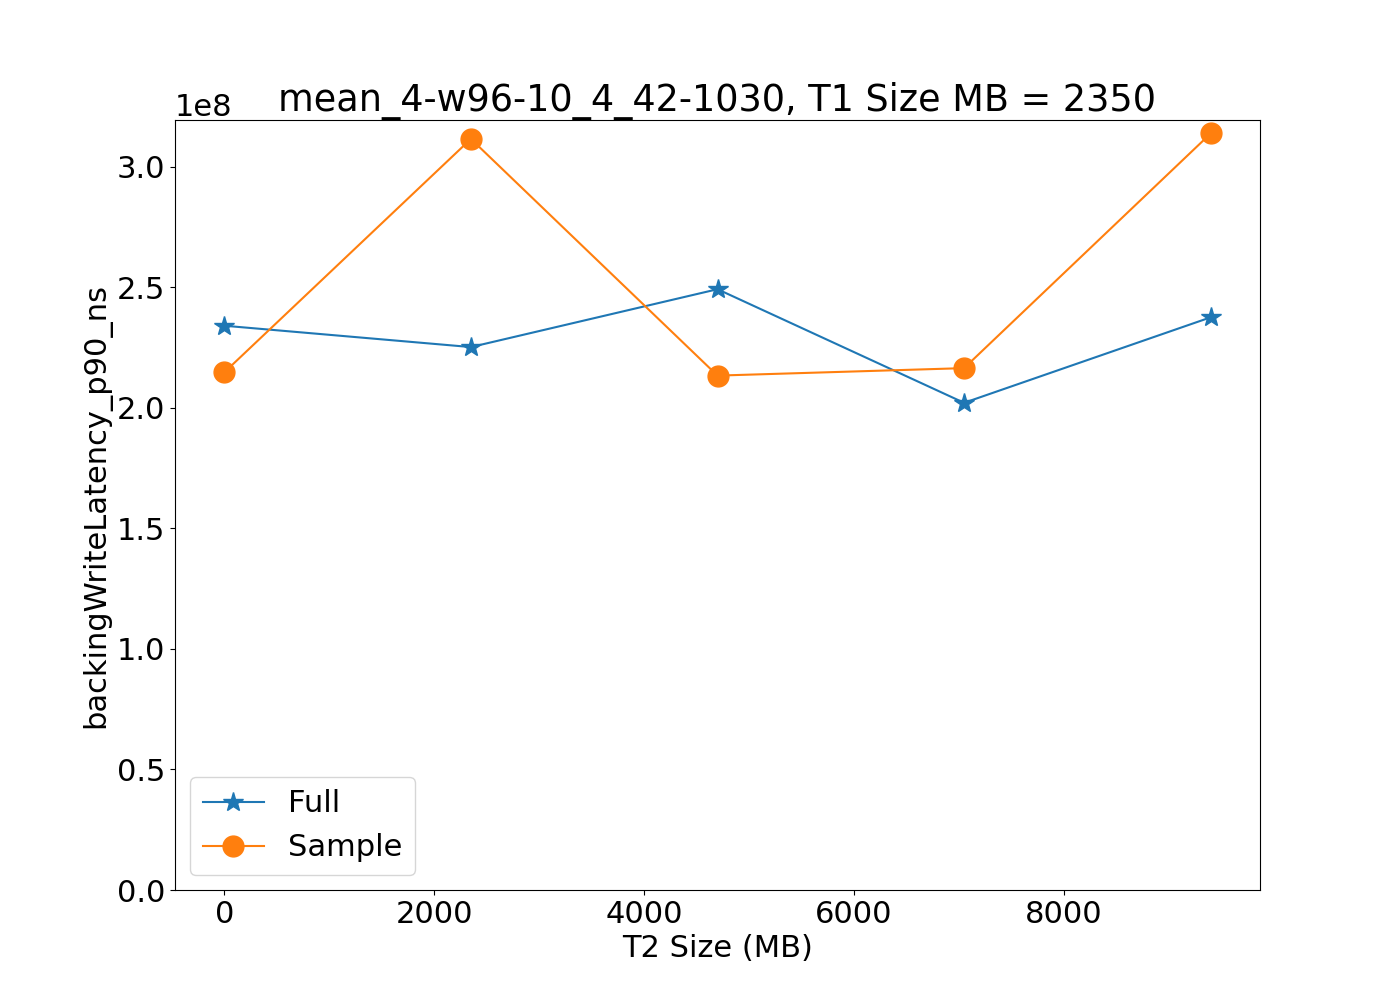 mean_4-w96-10_4_42-1030, T1 Size MB = 2350
1e8
3.0
2.5
2.0
1.5
1.0
0.5
0.0
backingWriteLatency_p90_ns
Full
Sample
0 2000 4000 6000 8000
T2 Size (MB)